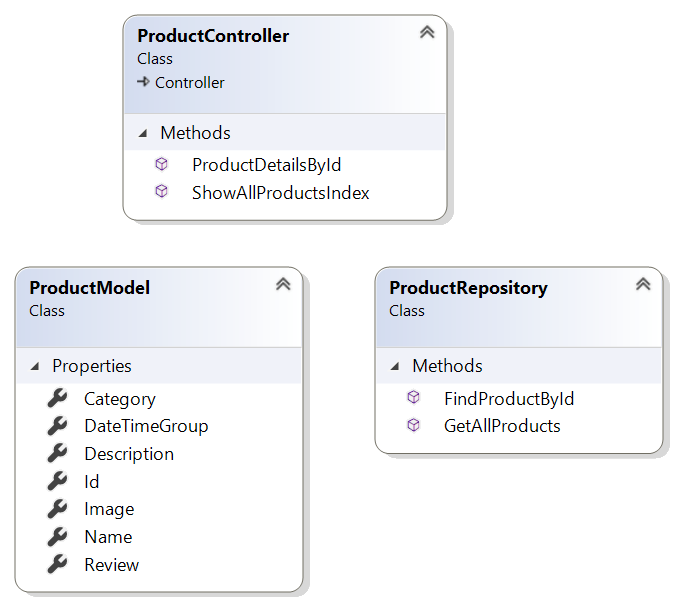 ProductController
Class
Controller
Methods
ProductDetailsById
ShowAllProductsIndex
ProductModel
Class
Properties
Category
DateTimeGroup
Description
Id
Image
Name
Review
ProductRepository
Class
Methods
FindProductById
GetAllProducts